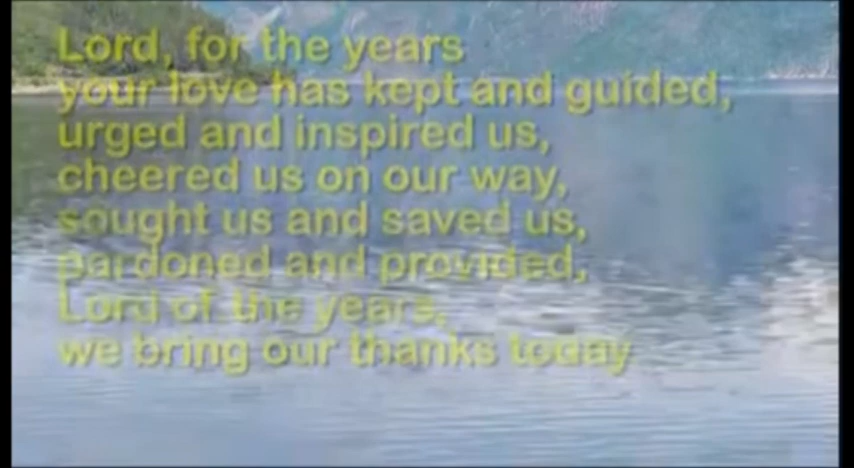 Lord, for the years
your love has kept and guided,
urged and inspired us,
cheered us on our way,
sought us and saved us,
pardoned and provided,
Lord of the years,
we bring our thanks today